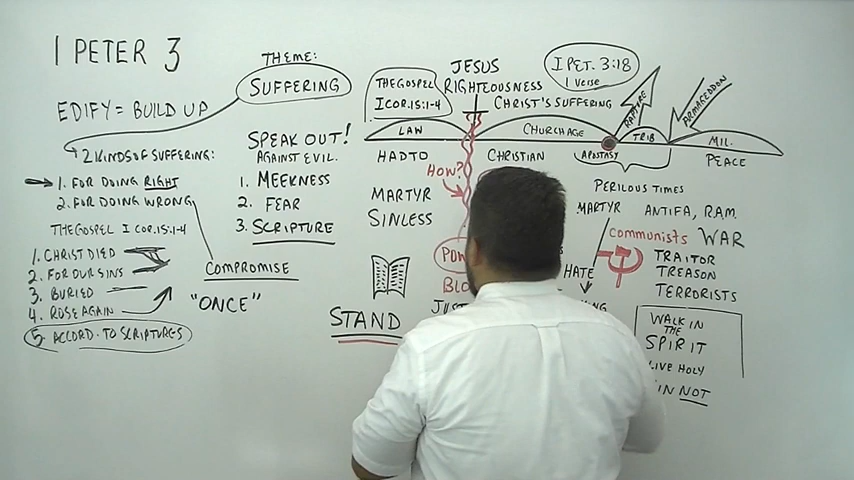 I PETER 3
THEME:
SUFFERING
EDIFY = BUILD UP
2 KINDS OF SUFFERING:
1. FOR DOING RIGHT
2. FOR DOING WRONG
THE GOSPEL I COR. 15:1-4
1. CHRIST DIED
2. FOR OUR SINS
3. BURIED
4. ROSE AGAIN
5. ACCORD. TO SCRIPTURES
SPEAK OUT!
AGAINST EVIL.
1. MEEKNESS
2. FEAR
3. SCRIPTURE
COMPROMISE
"ONCE"
THE GOSPEL
I COR. 15:1-4
JESUS
RIGHTEOUSNESS
CHRIST'S SUFFERING
I PET. 3:18
1 VERSE
RAPTURE
ARMAGEDDON
LAW
CHURCH AGE
TRIB
MIL.
HAD TO
CHRISTIAN
APOSTASY
PEACE
HOW?
MARTYR
SINLESS
PERILOUS TIMES
MARTYR
ANTIFA, RAM.
COMMUNISTS
WAR
TRAITOR
TREASON
TERRORISTS
HATE
STAND
WALK IN
THE
SPIRIT
LIVE HOLY
NOT